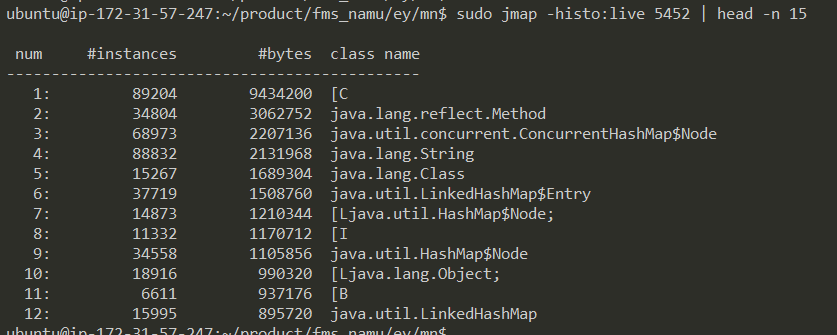 ubuntu@ip-172-31-57-247:~/product/fms_namu/ey/mn$ sudo jmap -histo:live 5452 | head -n 15
num #instances #bytes class name
----------------------------------------------
1: 89204 9434200 [C
2: 34804 3062752 java.lang.reflect.Method
3: 68973 2207136 java.util.concurrent.ConcurrentHashMap$Node
4: 88832 2131968 java.lang.String
5: 15267 1689304 java.lang.Class
6: 37719 1508760 java.util.LinkedHashMap$Entry
7: 14873 1210344 [Ljava.util.HashMap$Node;
8: 11332 1170712 [I
9: 34558 1105856 java.util.HashMap$Node
10: 18916 990320 [Ljava.lang.Object;
11: 6611 937176 [B
12: 15995 895720 java.util.LinkedHashMap
ubuntu@ip-172-31-57-247:~/product/fms_namu/ey/mn$